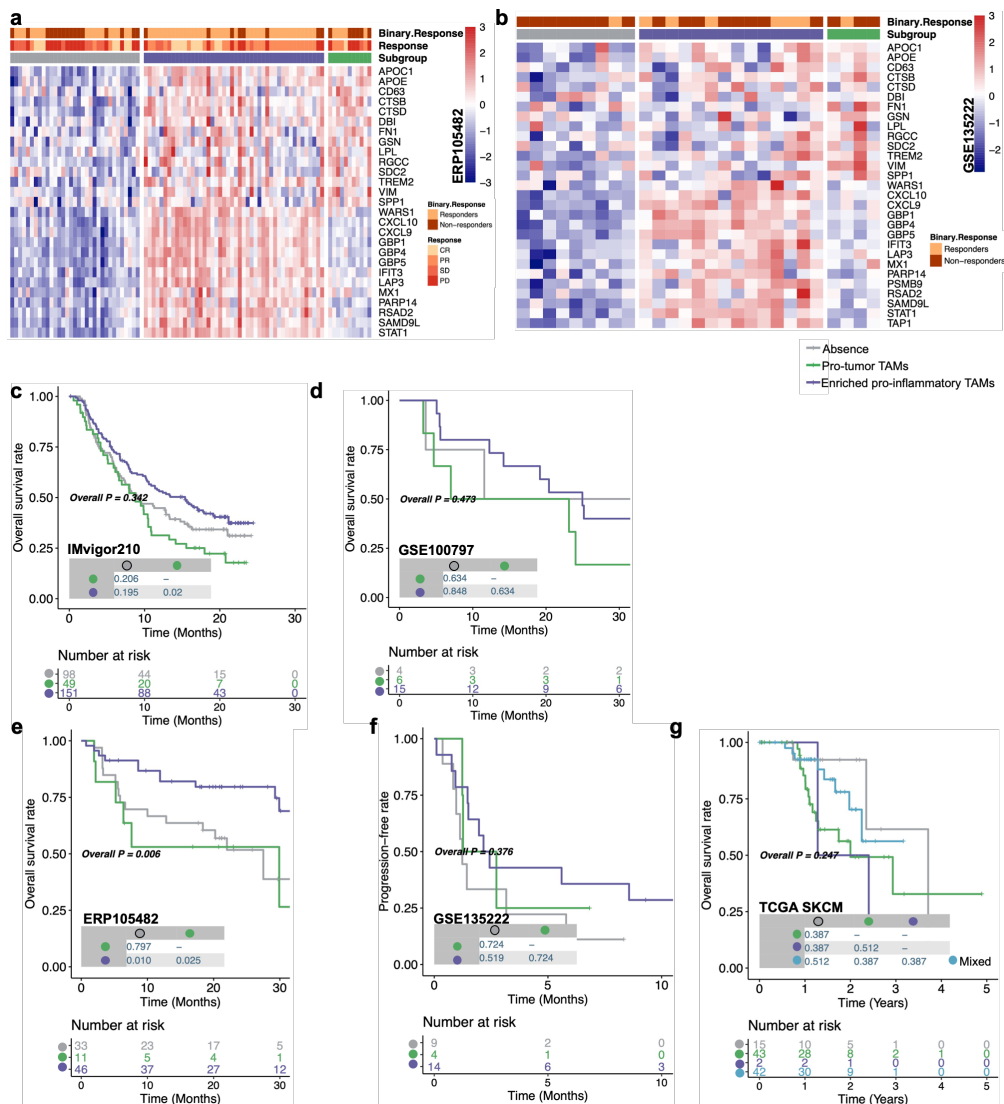 a
Binary.Response
Response
Subgroup
APOC1
APOE
CD63
CTSB
CTSD
DBI
FN1
GSN
LPL
RGCC
SDC2
TREM2
VIM
SPP1
WARS1
CXCL10
CXCL9
GBP1
GBP4
GBP5
IFIT3
LAP3
MX1
PARP14
RSAD2
SAMD9L
STAT1
ERP105482
3
2
1
0
−1
−2
−3
Binary.Response
Responders
Non-responders
Response
CR
PR
SD
PD
b
Binary.Response
Subgroup
APOC1
APOE
CD63
CTSB
CTSD
DBI
FN1
GSN
LPL
RGCC
SDC2
TREM2
VIM
SPP1
WARS1
CXCL10
CXCL9
GBP1
GBP4
GBP5
IFIT3
LAP3
MX1
PARP14
PSMB9
RSAD2
SAMD9L
STAT1
TAP1
GSE135222
3
2
1
0
−1
−2
Binary.Response
Responders
Non-responders
Absence
Pro-tumor TAMs
Enriched pro-inflammatory TAMs
c
Overall survival rate
1.00
0.75
0.50
0.25
0.00
Overall P = 0.342
IMvigor210
0.206 –
0.195 0.02
0 10 20 30
Time (Months)
Number at risk
98 44 15 0
49 20 7 0
151 88 43 0
0 10 20 30
Time (Months)
d
Overall survival rate
1.00
0.75
0.50
0.25
0.00
Overall P = 0.473
GSE100797
0.634 –
0.848 0.634
0 10 20 30
Time (Months)
Number at risk
4 3 2 2
6 3 3 1
15 12 9 6
0 10 20 30
Time (Months)
e
Overall survival rate
1.00
0.75
0.50
0.25
0.00
Overall P = 0.006
ERP105482
0.797 –
0.010 0.025
0 10 20 30
Time (Months)
Number at risk
33 23 17 5
11 5 4 1
46 37 27 12
0 10 20 30
Time (Months)
f
Progression−free rate
1.00
0.75
0.50
0.25
0.00
Overall P = 0.376
GSE135222
0.724 –
0.519 0.724
0 5 10
Time (Months)
Number at risk
9 2 0
4 1 0
14 6 3
0 5 10
Time (Months)
g
Overall survival rate
1.00
0.75
0.50
0.25
0.00
Overall P = 0.247
TCGA SKCM
0.387 – –
0.387 0.512 –
0.512 0.387 0.387
Mixed
0 1 2 3 4 5
Time (Years)
Number at risk
15 10 5 1 0 0
43 28 8 2 1 0
2 2 1 0 0 0
42 30 9 1 0 0
0 1 2 3 4 5
Time (Years)